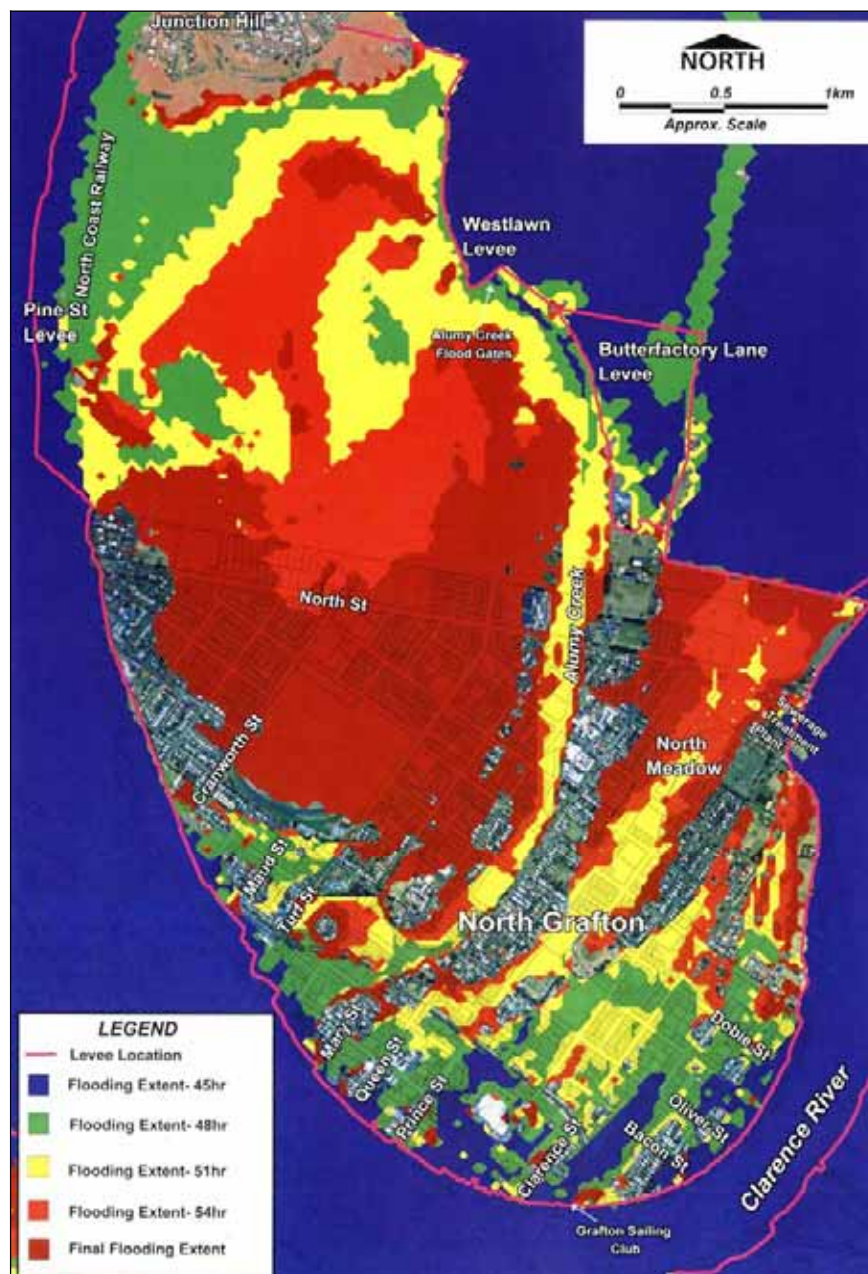 Junction Hill
NORTH
0 0.5 1km
Approx. Scale
North Coast Railway
Westlawn
Levee
Pine St
Levee
Alumy Creek
Flood Gates
Butterfactory Lane
Levee
North St
Alumy Creek
Sewerage
Treatment
Plant
North
Meadow
Cranworth St
Maud St
Turf St
North Grafton
Mary St
Queen St
Prince St
Dobie St
Oliver St
Bacon St
Clarence St
Clarence River
Grafton Sailing
Club
LEGEND
Levee Location
Flooding Extent- 45hr
Flooding Extent- 48hr
Flooding Extent- 51hr
Flooding Extent- 54hr
Final Flooding Extent